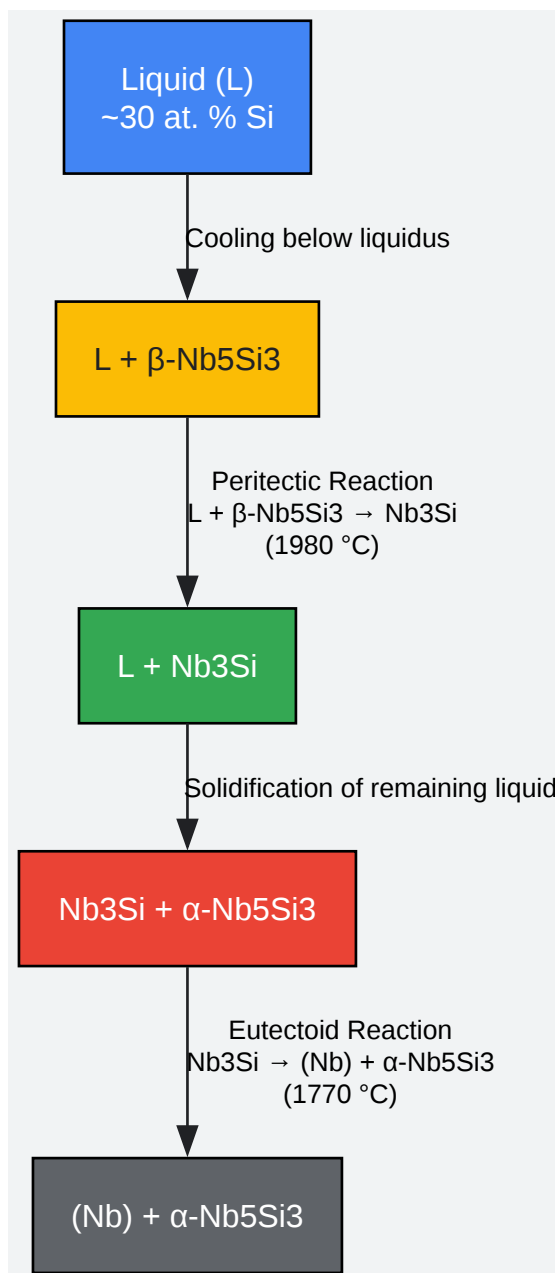 Liquid (L)
~30 at. % Si
Cooling below liquidus
L + β-Nb5Si3
Peritectic Reaction
L + β-Nb5Si3 → Nb3Si
(1980 °C)
L + Nb3Si
Solidification of remaining liquid
Nb3Si + α-Nb5Si3
Eutectoid Reaction
Nb3Si → (Nb) + α-Nb5Si3
(1770 °C)
(Nb) + α-Nb5Si3